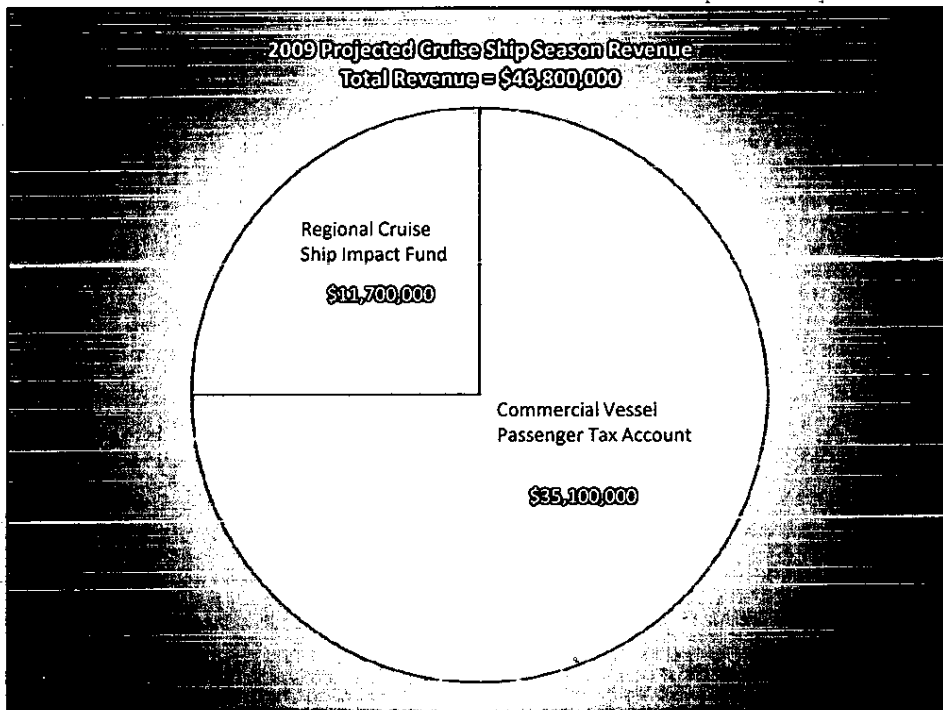 2009 Projected Cruise Ship Season Revenue
Total Revenue = $46,800,000
Regional Cruise
Ship Impact Fund
$11,700,000
Commercial Vessel
Passenger Tax Account
$35,100,000